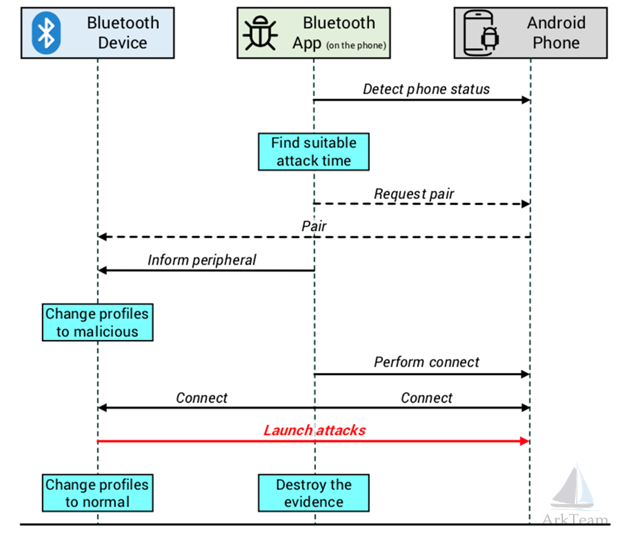 Bluetooth
Device
Bluetooth
App (on the phone)
Android
Phone
Detect phone status
Find suitable
attack time
Request pair
Pair
Inform peripheral
Change profiles
to malicious
Perform connect
Connect
Connect
Launch attacks
Change profiles
to normal
Destroy the
evidence
ArkTeam